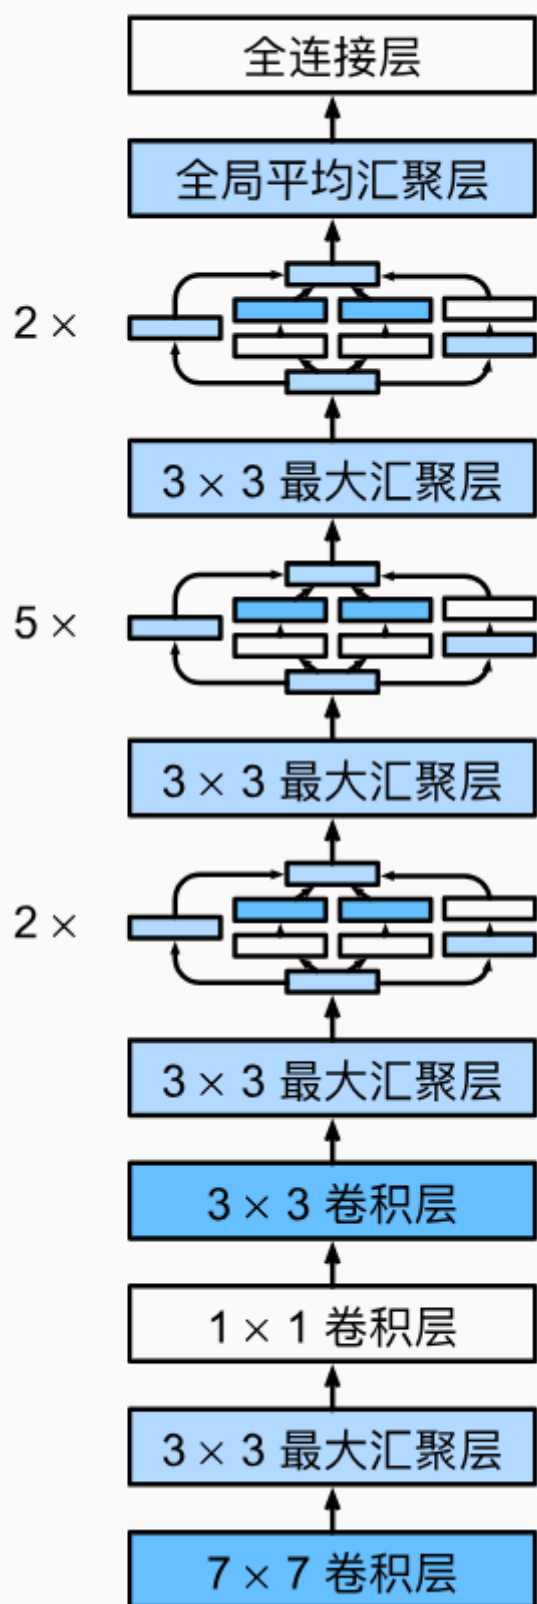 全连接层
全局平均汇聚层
2 ×
3 × 3 最大汇聚层
5 ×
3 × 3 最大汇聚层
2 ×
3 × 3 最大汇聚层
3 × 3 卷积层
1 × 1 卷积层
3 × 3 最大汇聚层
7 × 7 卷积层